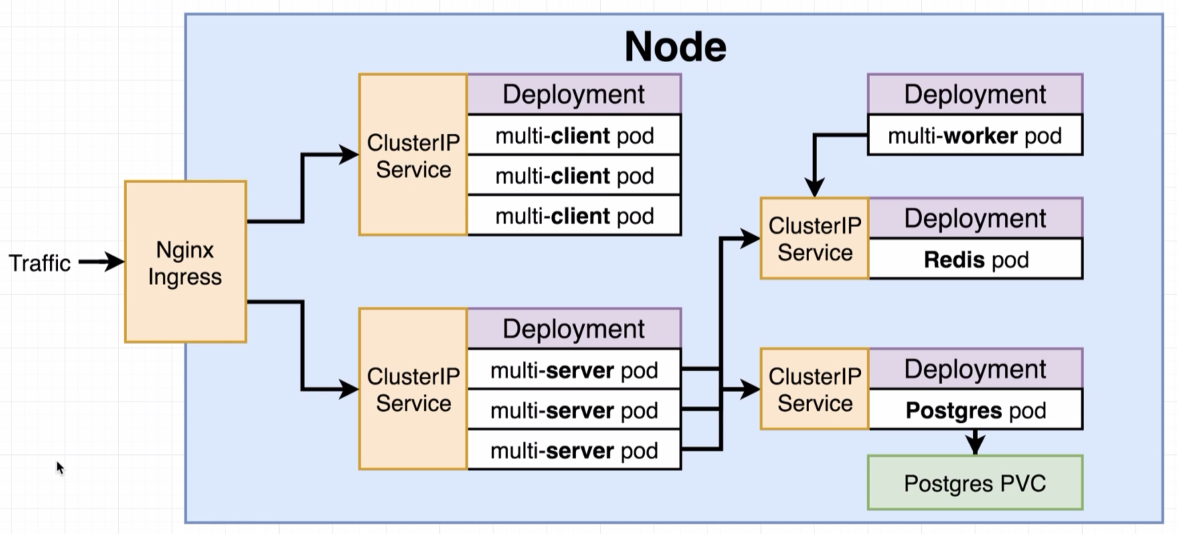 Node
Traffic
Nginx
Ingress
ClusterIP
Service
Deployment
multi-client pod
multi-client pod
multi-client pod
ClusterIP
Service
Deployment
multi-server pod
multi-server pod
multi-server pod
Deployment
multi-worker pod
ClusterIP
Service
Deployment
Redis pod
ClusterIP
Service
Deployment
Postgres pod
Postgres PVC